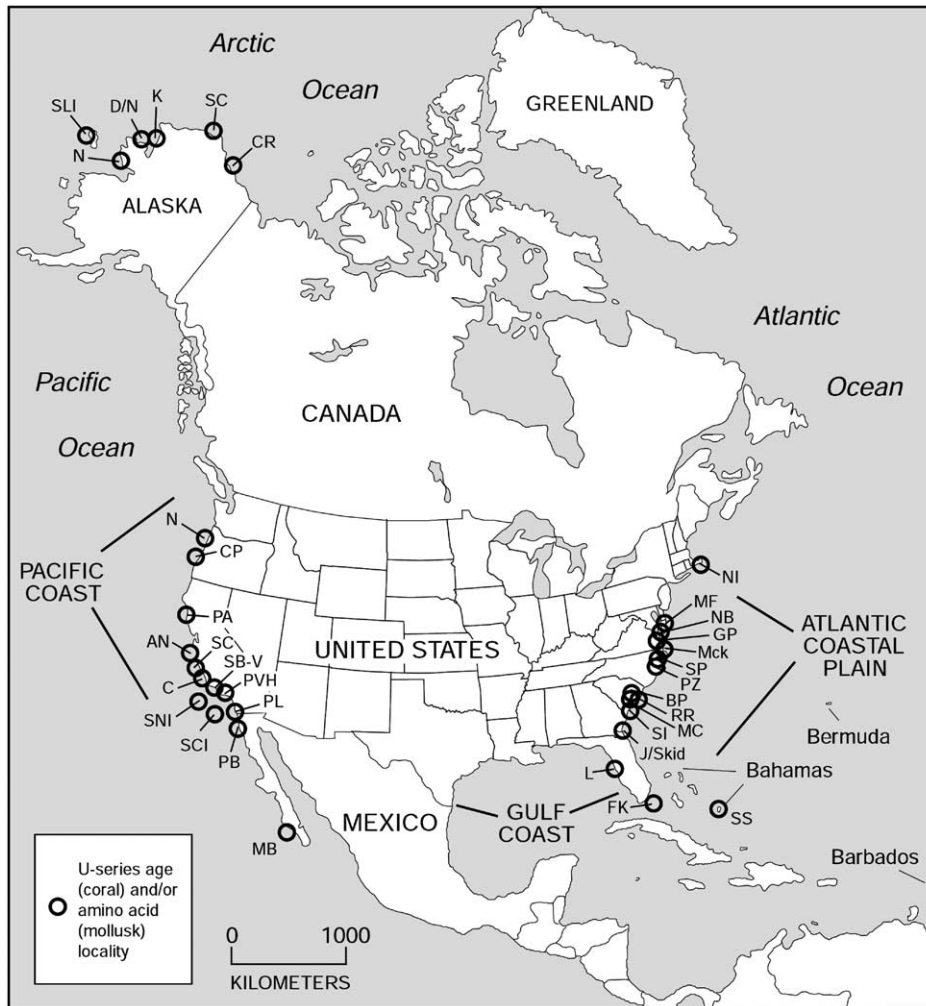 Arctic
Ocean
GREENLAND
SLI
D/N
K
SC
N
CR
ALASKA
Atlantic
Ocean
Pacific
Ocean
CANADA
N
CP
PACIFIC
COAST
NI
MF
NB
GP
Mck
SP
PZ
ATLANTIC
COASTAL
PLAIN
PA
UNITED STATES
AN
SC
SB-V
C
PVH
PL
SNI
SCI
PB
BP
RR
MC
SI
J/Skid
Bermuda
Bahamas
L
FK
SS
GULF
COAST
MEXICO
MB
Barbados
U-series age
(coral) and/or
amino acid
(mollusk)
locality
0 1000
KILOMETERS